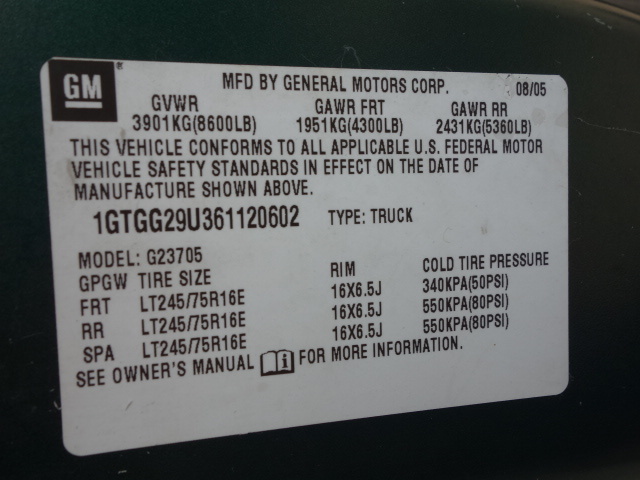 GM ®
MFD BY GENERAL MOTORS CORP. 08/05
GVWR GAWR FRT GAWR RR
3901KG(8600LB) 1951KG(4300LB) 2431KG(5360LB)
THIS VEHICLE CONFORMS TO ALL APPLICABLE U.S. FEDERAL MOTOR
VEHICLE SAFETY STANDARDS IN EFFECT ON THE DATE OF
MANUFACTURE SHOWN ABOVE.
1GTGG29U361120602 TYPE: TRUCK
MODEL: G23705
GPGW TIRE SIZE RIM COLD TIRE PRESSURE
FRT LT245/75R16E 16X6.5J 340KPA(50PSI)
RR LT245/75R16E 16X6.5J 550KPA(80PSI)
SPA LT245/75R16E 16X6.5J 550KPA(80PSI)
SEE OWNER'S MANUAL i FOR MORE INFORMATION.